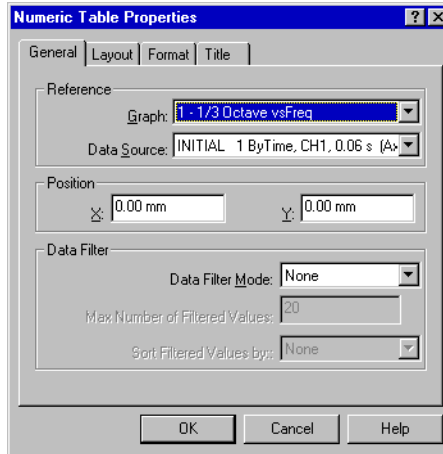 Numeric Table Properties
General Layout Format Title
Reference
Graph: 1 - 1/3 Octave vsFreq
Data Source: INITIAL 1 ByTime, CH1, 0.06 s (Ax
Position
X: 0.00 mm Y: 0.00 mm
Data Filter
Data Filter Mode: None
Max Number of Filtered Values: 20
Sort Filtered Values by:: None
OK Cancel Help